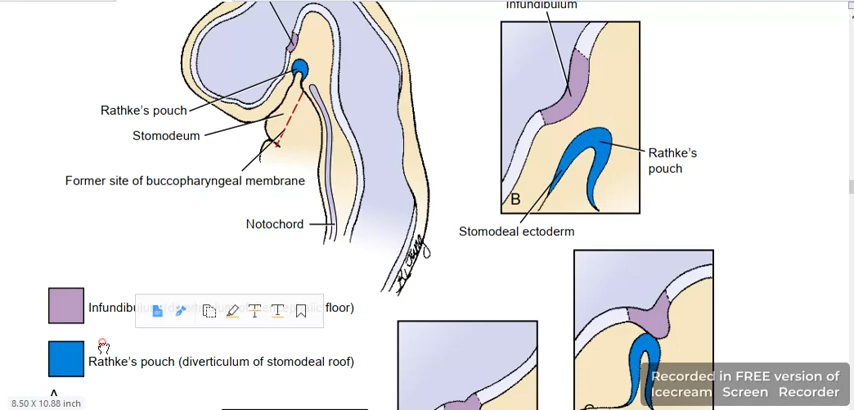 Infundibulum
Rathke's pouch
Stomodeum
Former site of buccopharyngeal membrane
Notochord
Rathke's
pouch
B
Stomodeal ectoderm
floor)
Rathke's pouch (diverticulum of stomodeal roof)
8.50 X 10.88 inch
Recorded in FREE version of
Icecream Screen Recorder